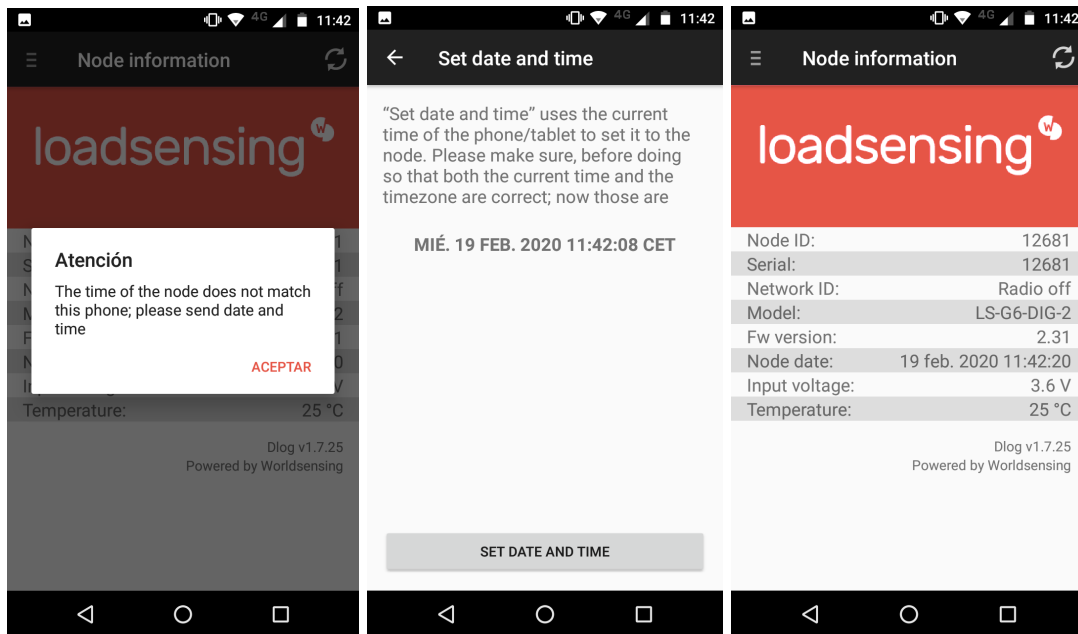 4G 11:42
Node information
loadsensing
W
Atención
The time of the node does not match
this phone; please send date and
time
ACEPTAR
Temperature: 25 °C
Dlog v1.7.25
Powered by Worldsensing
4G 11:42
Set date and time
“Set date and time” uses the current
time of the phone/tablet to set it to the
node. Please make sure, before doing
so that both the current time and the
timezone are correct; now those are
MIÉ. 19 FEB. 2020 11:42:08 CET
SET DATE AND TIME
4G 11:42
Node information
loadsensing
W
Node ID: 12681
Serial: 12681
Network ID: Radio off
Model: LS-G6-DIG-2
Fw version: 2.31
Node date: 19 feb. 2020 11:42:20
Input voltage: 3.6 V
Temperature: 25 °C
Dlog v1.7.25
Powered by Worldsensing